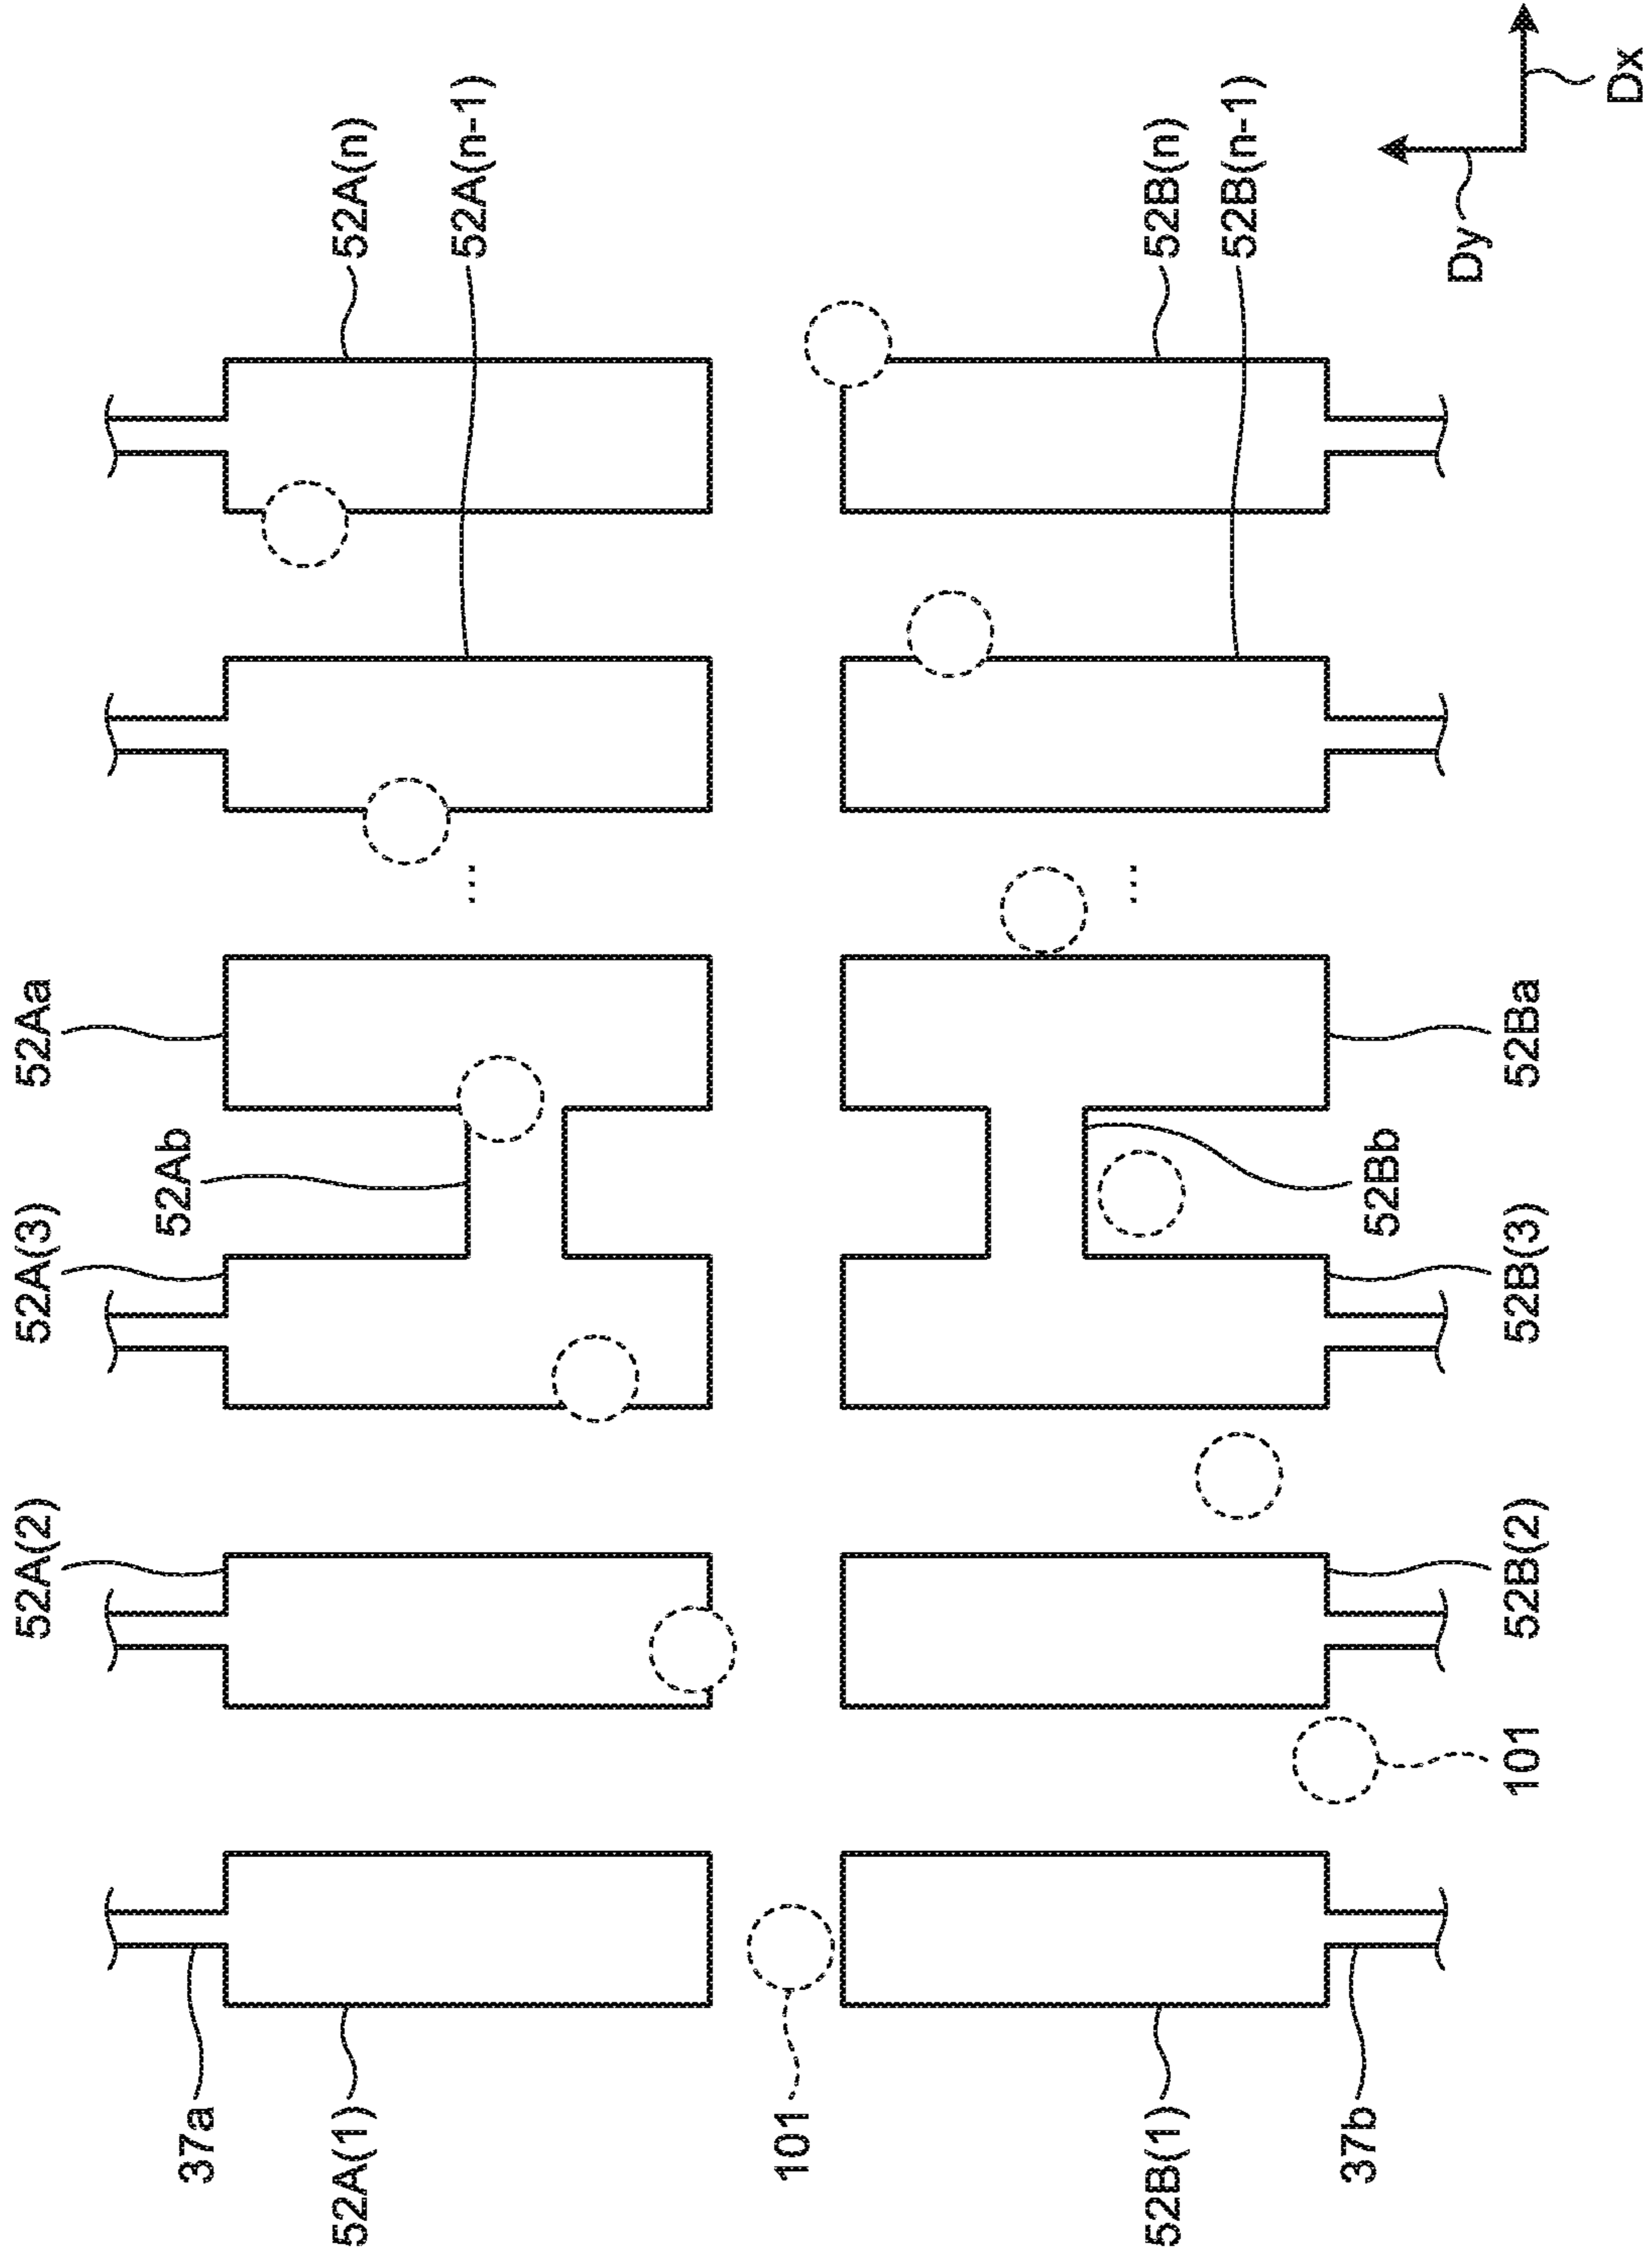 52A(2)
52A(3)
52Aa
52Ab
37a
52A(1)
52A(n)
52A(n-1)
...
101
...
52B(1)
52B(n)
52B(n-1)
37b
52Bb
Dy
101
52B(2)
52B(3)
52Ba
Dx